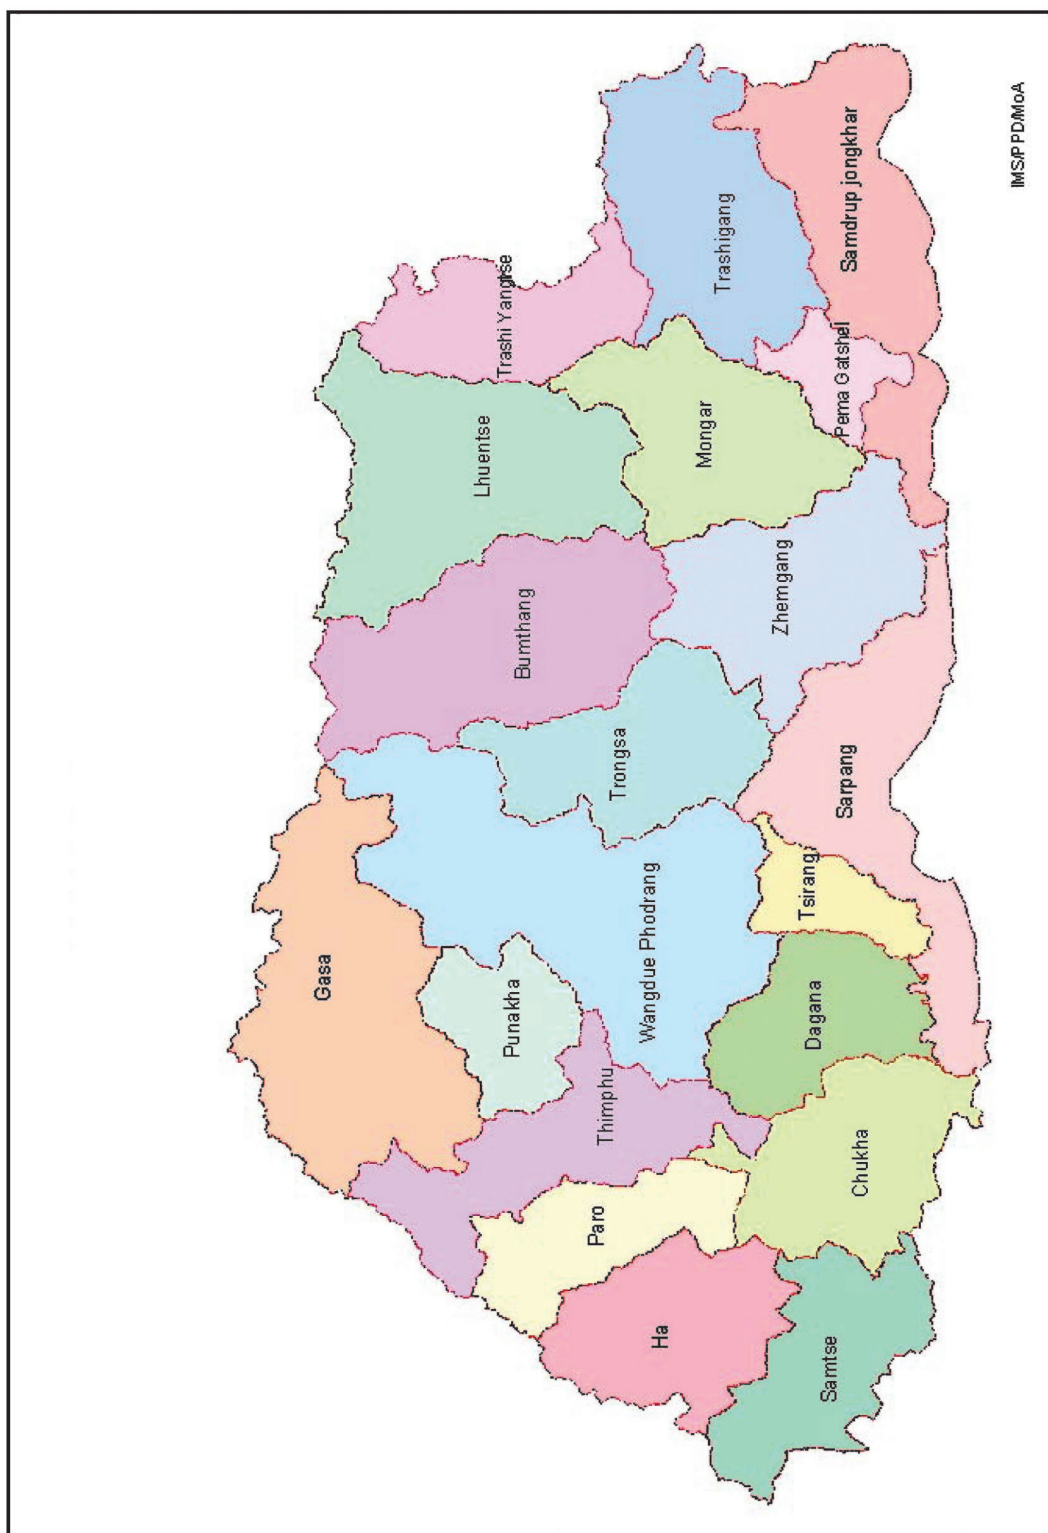 Gasa
Punakha
Thimphu
Paro
Ha
Samtse
Chukha
Dagana
Tsirang
Wangdue Phodrang
Sarpang
Trongsa
Bumthang
Zhemgang
Lhuentse
Mongar
Trashi Yangtse
Trashigang
Pema Gatshel
Samdrup jongkhar
IMS/PPD/MoA